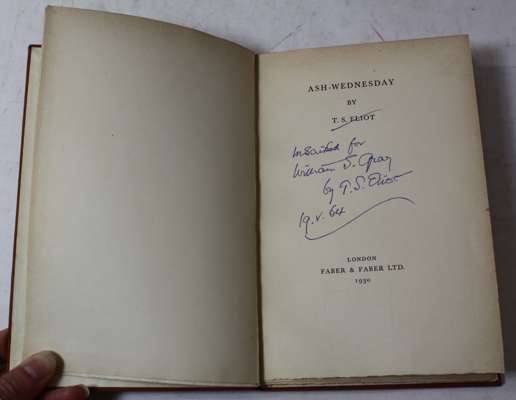 ASH-WEDNESDAY
BY
T. S. ELIOT
inscribed for
William S. Gray
by T. S. Eliot
19. v. 64
LONDON
FABER & FABER LTD.
1930